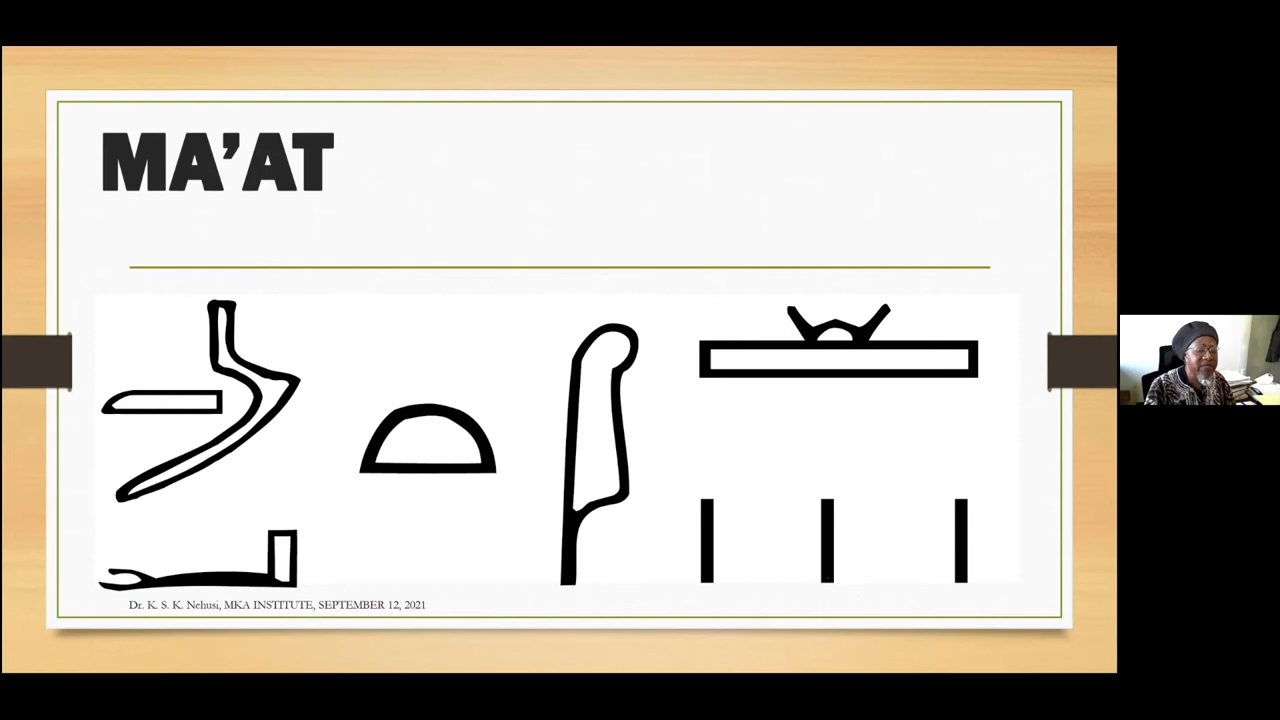 MA’AT
Dr. K. S. K. Nehusi, MKA INSTITUTE, SEPTEMBER 12, 2021